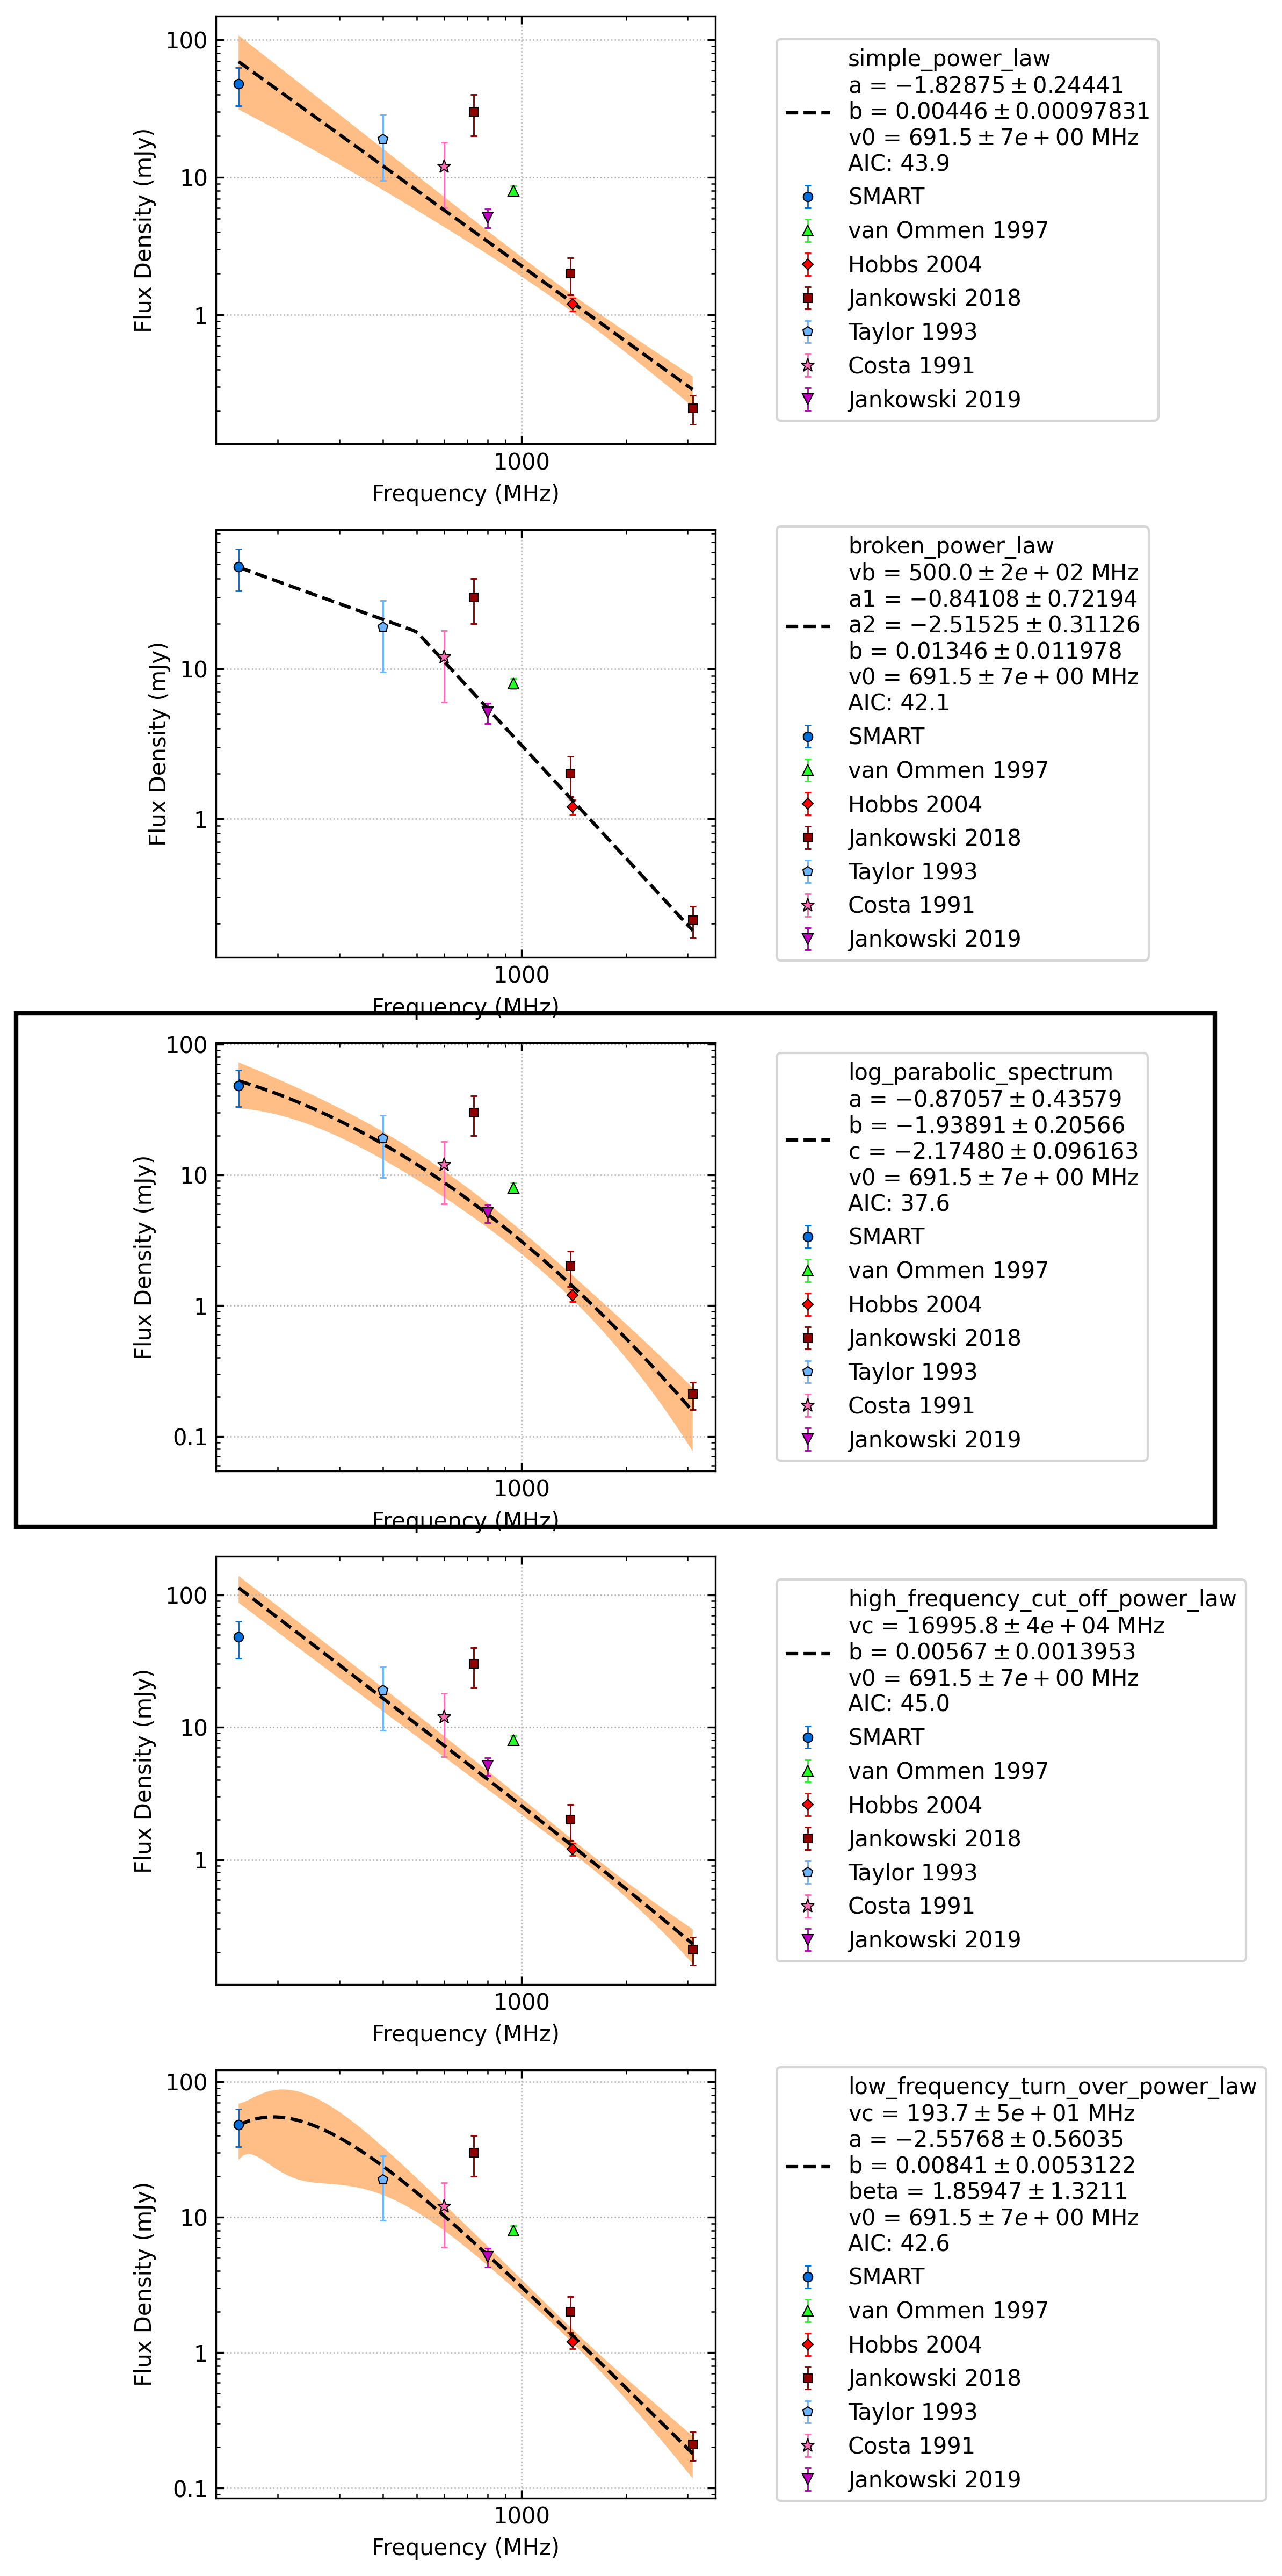 100
10
1
Flux Density (mJy)
1000
Frequency (MHz)
simple_power_law
a = −1.82875 ± 0.24441
b = 0.00446 ± 0.00097831
v0 = 691.5 ± 7e + 00 MHz
AIC: 43.9
SMART
van Ommen 1997
Hobbs 2004
Jankowski 2018
Taylor 1993
Costa 1991
Jankowski 2019
10
1
Flux Density (mJy)
1000
Frequency (MHz)
broken_power_law
vb = 500.0 ± 2e + 02 MHz
a1 = −0.84108 ± 0.72194
a2 = −2.51525 ± 0.31126
b = 0.01346 ± 0.011978
v0 = 691.5 ± 7e + 00 MHz
AIC: 42.1
SMART
van Ommen 1997
Hobbs 2004
Jankowski 2018
Taylor 1993
Costa 1991
Jankowski 2019
100
10
1
0.1
Flux Density (mJy)
1000
Frequency (MHz)
log_parabolic_spectrum
a = −0.87057 ± 0.43579
b = −1.93891 ± 0.20566
c = −2.17480 ± 0.096163
v0 = 691.5 ± 7e + 00 MHz
AIC: 37.6
SMART
van Ommen 1997
Hobbs 2004
Jankowski 2018
Taylor 1993
Costa 1991
Jankowski 2019
100
10
1
Flux Density (mJy)
1000
Frequency (MHz)
high_frequency_cut_off_power_law
vc = 16995.8 ± 4e + 04 MHz
b = 0.00567 ± 0.0013953
v0 = 691.5 ± 7e + 00 MHz
AIC: 45.0
SMART
van Ommen 1997
Hobbs 2004
Jankowski 2018
Taylor 1993
Costa 1991
Jankowski 2019
100
10
1
0.1
Flux Density (mJy)
1000
Frequency (MHz)
low_frequency_turn_over_power_law
vc = 193.7 ± 5e + 01 MHz
a = −2.55768 ± 0.56035
b = 0.00841 ± 0.0053122
beta = 1.85947 ± 1.3211
v0 = 691.5 ± 7e + 00 MHz
AIC: 42.6
SMART
van Ommen 1997
Hobbs 2004
Jankowski 2018
Taylor 1993
Costa 1991
Jankowski 2019